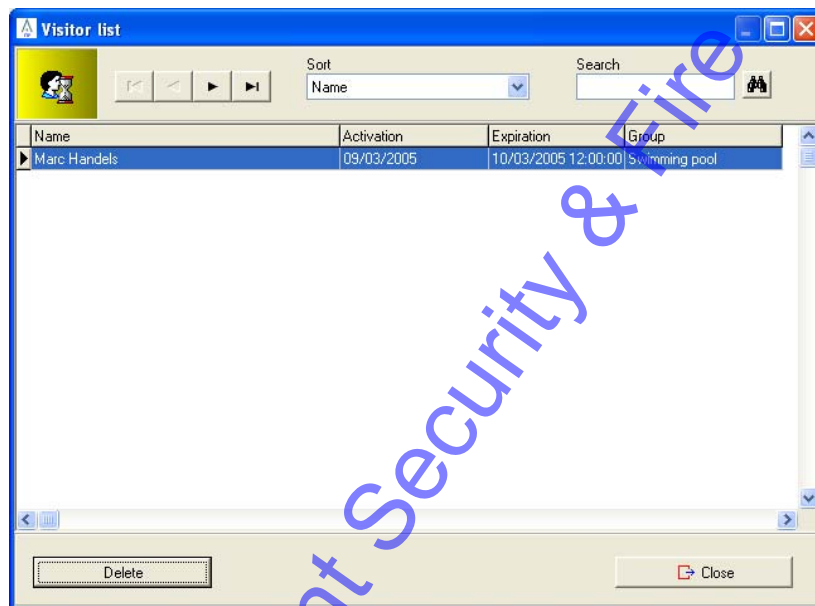 Visitor list
Sort
Search
Name
Name Activation Expiration Group
Marc Handels 09/03/2005 10/03/2005 12:00:00 Swimming pool
Delete
Close
nt Security & Fire